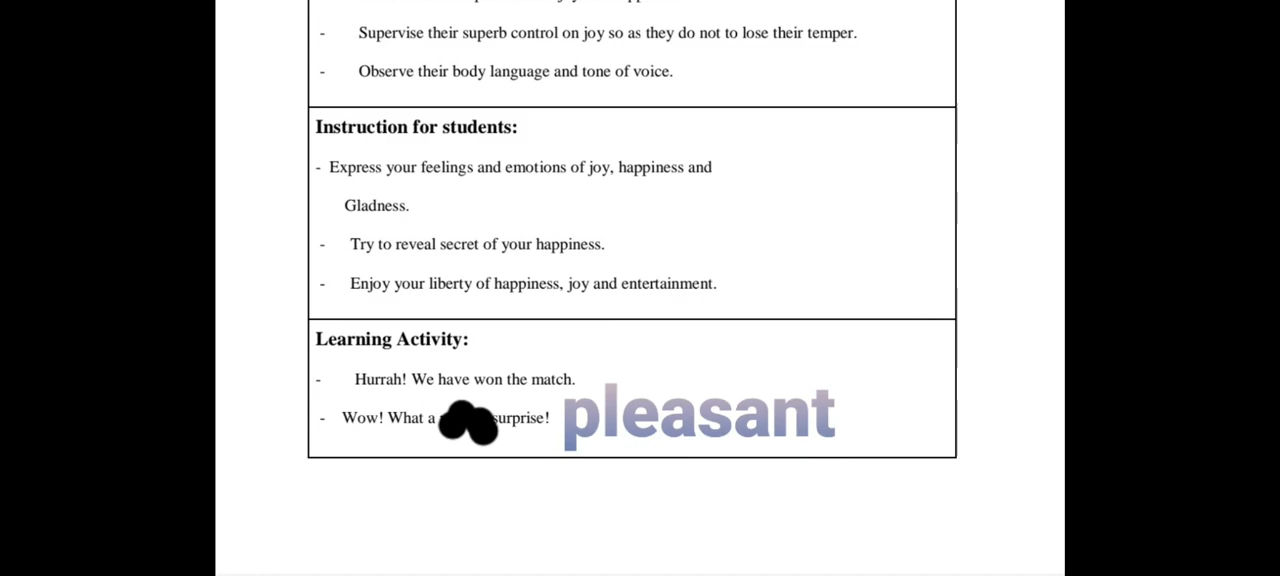 - Supervise their superb control on joy so as they do not to lose their temper.
- Observe their body language and tone of voice.
Instruction for students:
- Express your feelings and emotions of joy, happiness and
Gladness.
- Try to reveal secret of your happiness.
- Enjoy your liberty of happiness, joy and entertainment.
Learning Activity:
- Hurrah! We have won the match.
- Wow! What a surprise!
pleasant